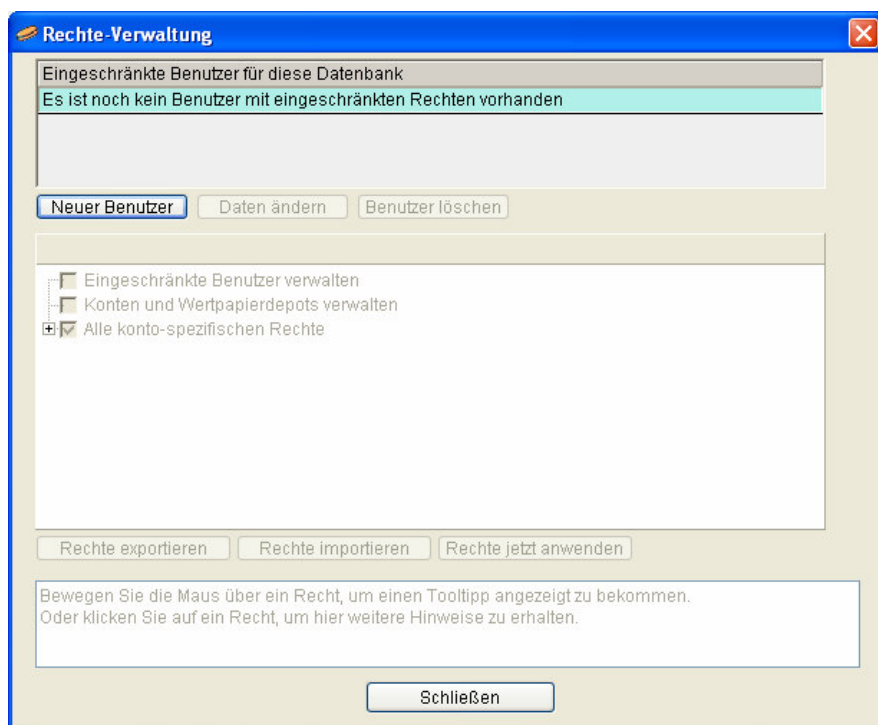 Rechte-Verwaltung
Eingeschränkte Benutzer für diese Datenbank
Es ist noch kein Benutzer mit eingeschränkten Rechten vorhanden
Neuer Benutzer Daten ändern Benutzer löschen
Eingeschränkte Benutzer verwalten
Konten und Wertpapierdepots verwalten
Alle konto-spezifischen Rechte
Rechte exportieren Rechte importieren Rechte jetzt anwenden
Bewegen Sie die Maus über ein Recht, um einen Tooltipp angezeigt zu bekommen.
Oder klicken Sie auf ein Recht, um hier weitere Hinweise zu erhalten.
Schließen